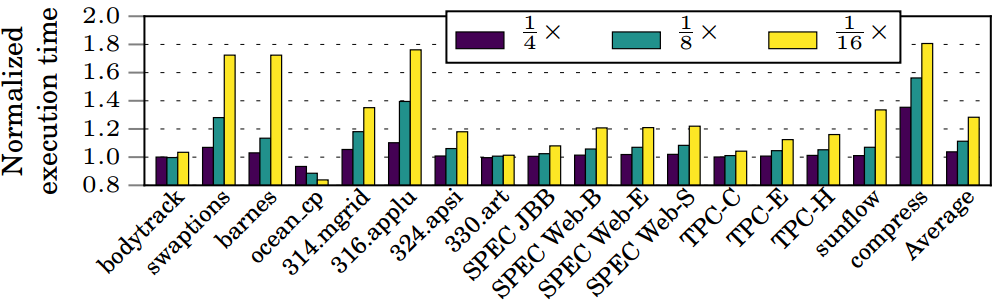 Normalized
execution time
2.0
1.8
1.6
1.4
1.2
1.0
0.8
1/4 ×
1/8 ×
1/16 ×
bodytrack
swaptions
barnes
ocean_cp
314.mgrid
316.applu
324.apsi
330.art
SPEC JBB
SPEC Web-B
SPEC Web-E
SPEC Web-S
TPC-C
TPC-E
TPC-H
sunflow
compress
Average